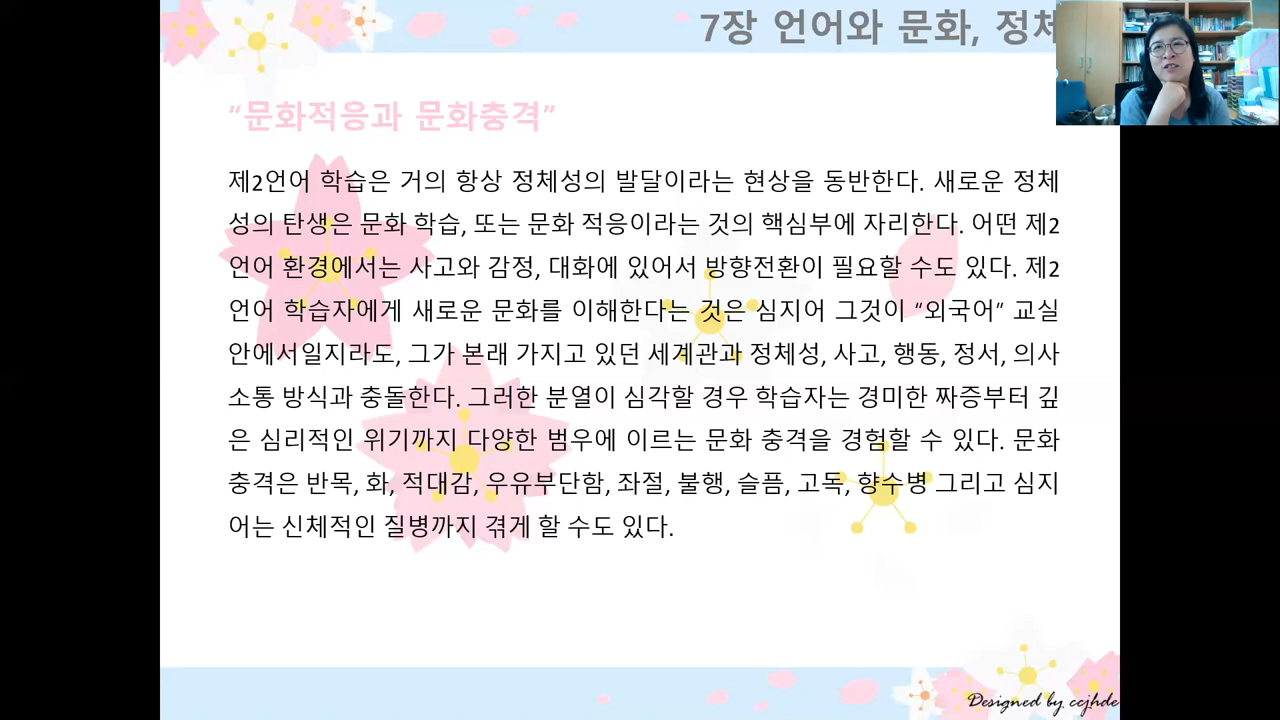 7장 언어와 문화, 정체
“문화적응과 문화충격”
제2언어 학습은 거의 항상 정체성의 발달이라는 현상을 동반한다. 새로운 정체
성의 탄생은 문화 학습, 또는 문화 적응이라는 것의 핵심부에 자리한다. 어떤 제2
언어 환경에서는 사고와 감정, 대화에 있어서 방향전환이 필요할 수도 있다. 제2
언어 학습자에게 새로운 문화를 이해한다는 것은 심지어 그것이 “외국어” 교실
안에서일지라도, 그가 본래 가지고 있던 세계관과 정체성, 사고, 행동, 정서, 의사
소통 방식과 충돌한다. 그러한 분열이 심각할 경우 학습자는 경미한 짜증부터 깊
은 심리적인 위기까지 다양한 범우에 이르는 문화 충격을 경험할 수 있다. 문화
충격은 반목, 화, 적대감, 우유부단함, 좌절, 불행, 슬픔, 고독, 향수병 그리고 심지
어는 신체적인 질병까지 겪게 할 수도 있다.
Designed by ccjhde